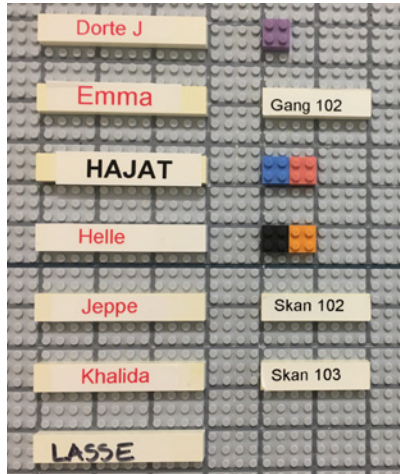 Dorte J
Emma
Gang 102
HAJAT
Helle
Jeppe
Skan 102
Khalida
Skan 103
LASSE